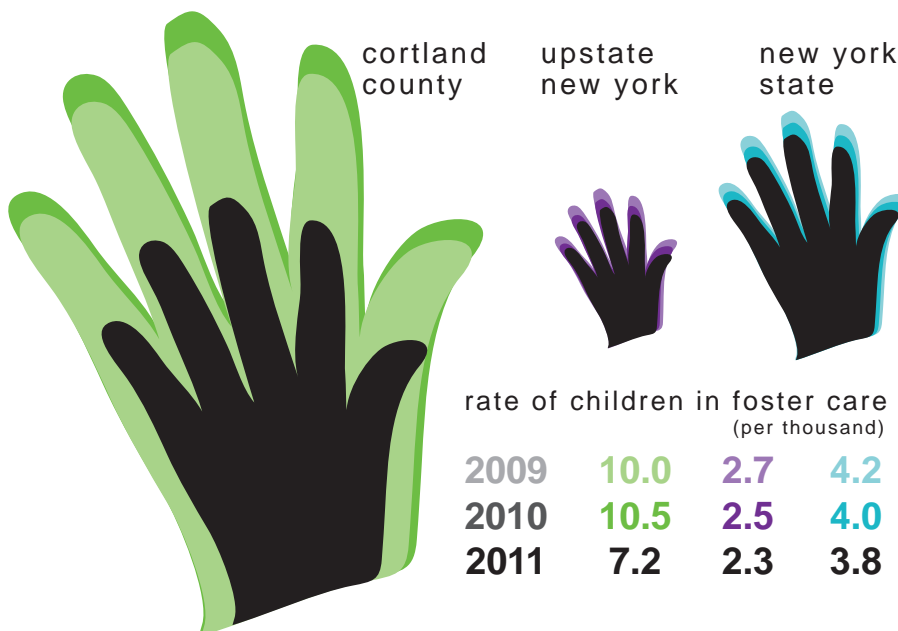 cortland county
upstate new york
new york state
rate of children in foster care
(per thousand)
2009 10.0 2.7 4.2
2010 10.5 2.5 4.0
2011 7.2 2.3 3.8